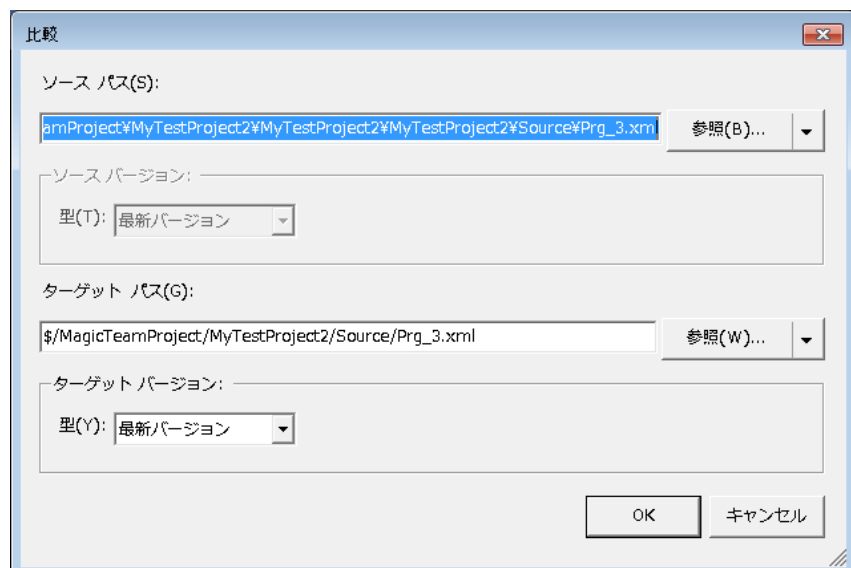 比較
ソース パス(S):
amProject¥MyTestProject2¥MyTestProject2¥MyTestProject2¥Source¥Prg_3.xml 参照(B)...
ソース バージョン:
型(T): 最新バージョン
ターゲット パス(G):
$/MagicTeamProject/MyTestProject2/Source/Prg_3.xml 参照(W)...
ターゲット バージョン:
型(Y): 最新バージョン
OK キャンセル